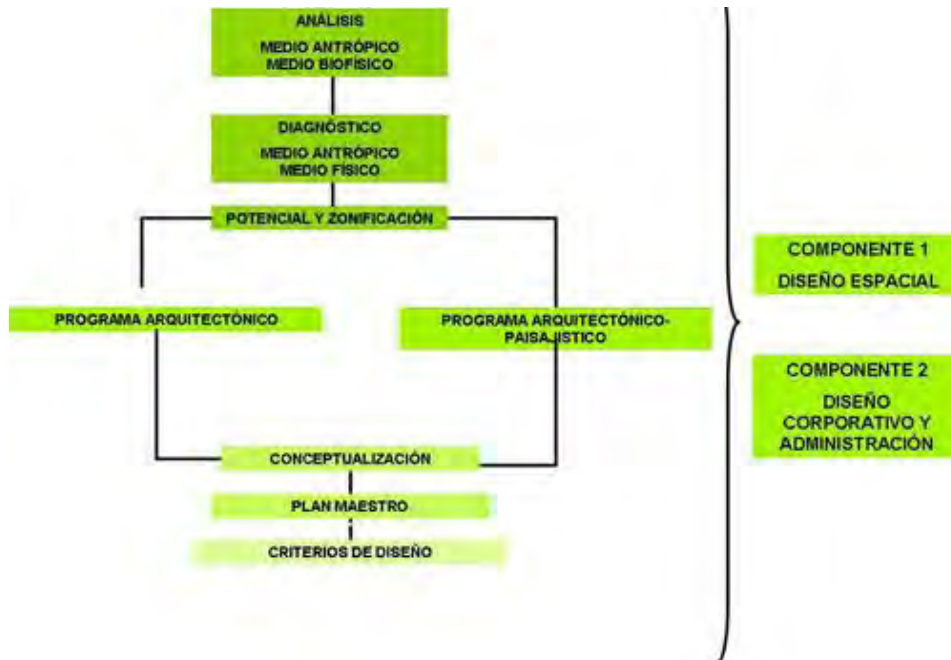 ANÁLISIS
MEDIO ANTRÓPICO
MEDIO BIOFÍSICO
DIAGNÓSTICO
MEDIO ANTRÓPICO
MEDIO FÍSICO
POTENCIAL Y ZONIFICACIÓN
PROGRAMA ARQUITECTÓNICO
PROGRAMA ARQUITECTÓNICO-
PAISAJISTICO
CONCEPTUALIZACIÓN
PLAN MAESTRO
CRITERIOS DE DISEÑO
COMPONENTE 1
DISEÑO ESPACIAL
COMPONENTE 2
DISEÑO
CORPORATIVO Y
ADMINISTRACIÓN